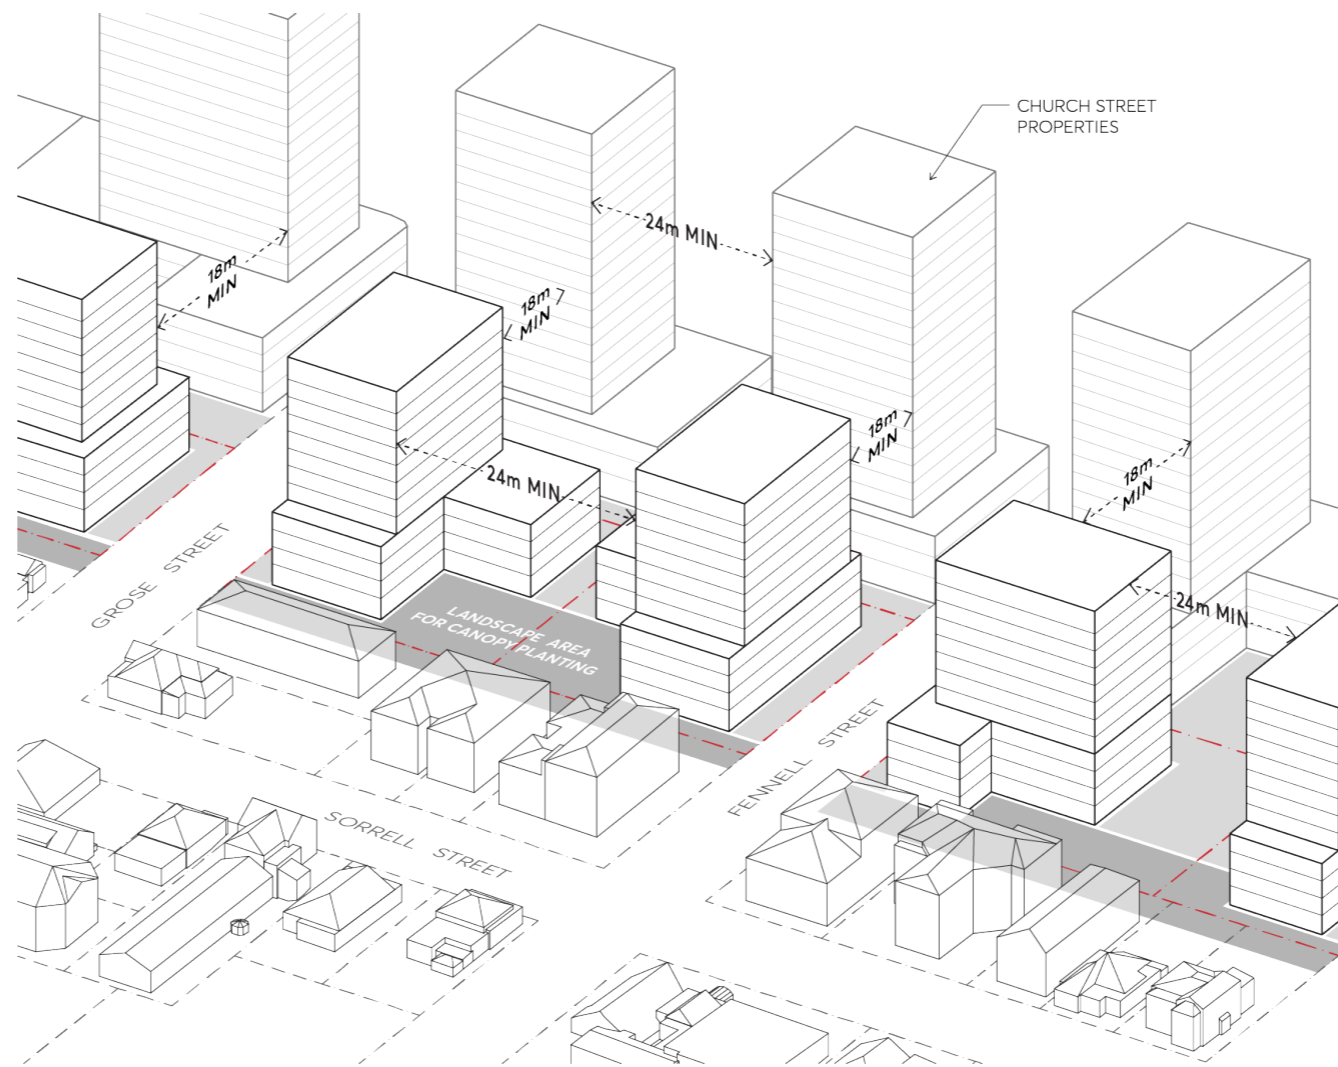 CHURCH STREET
PROPERTIES
24m MIN
18m
MIN
18m
MIN
18m
MIN
18m
MIN
24m MIN
24m MIN
GROSE STREET
LANDSCAPE AREA
FOR CANOPY PLANTING
FENNELL STREET
SORRELL STREET